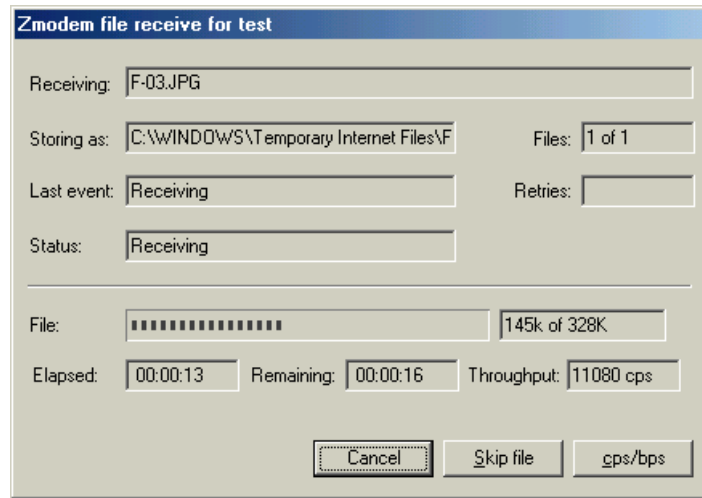 Zmodem file receive for test
Receiving: F-03.JPG
Storing as: C:\WINDOWS\Temporary Internet Files\F Files: 1 of 1
Last event: Receiving Retries:
Status: Receiving
File: 145k of 328K
Elapsed: 00:00:13 Remaining: 00:00:16 Throughput: 11080 cps
Cancel Skip file cps/bps